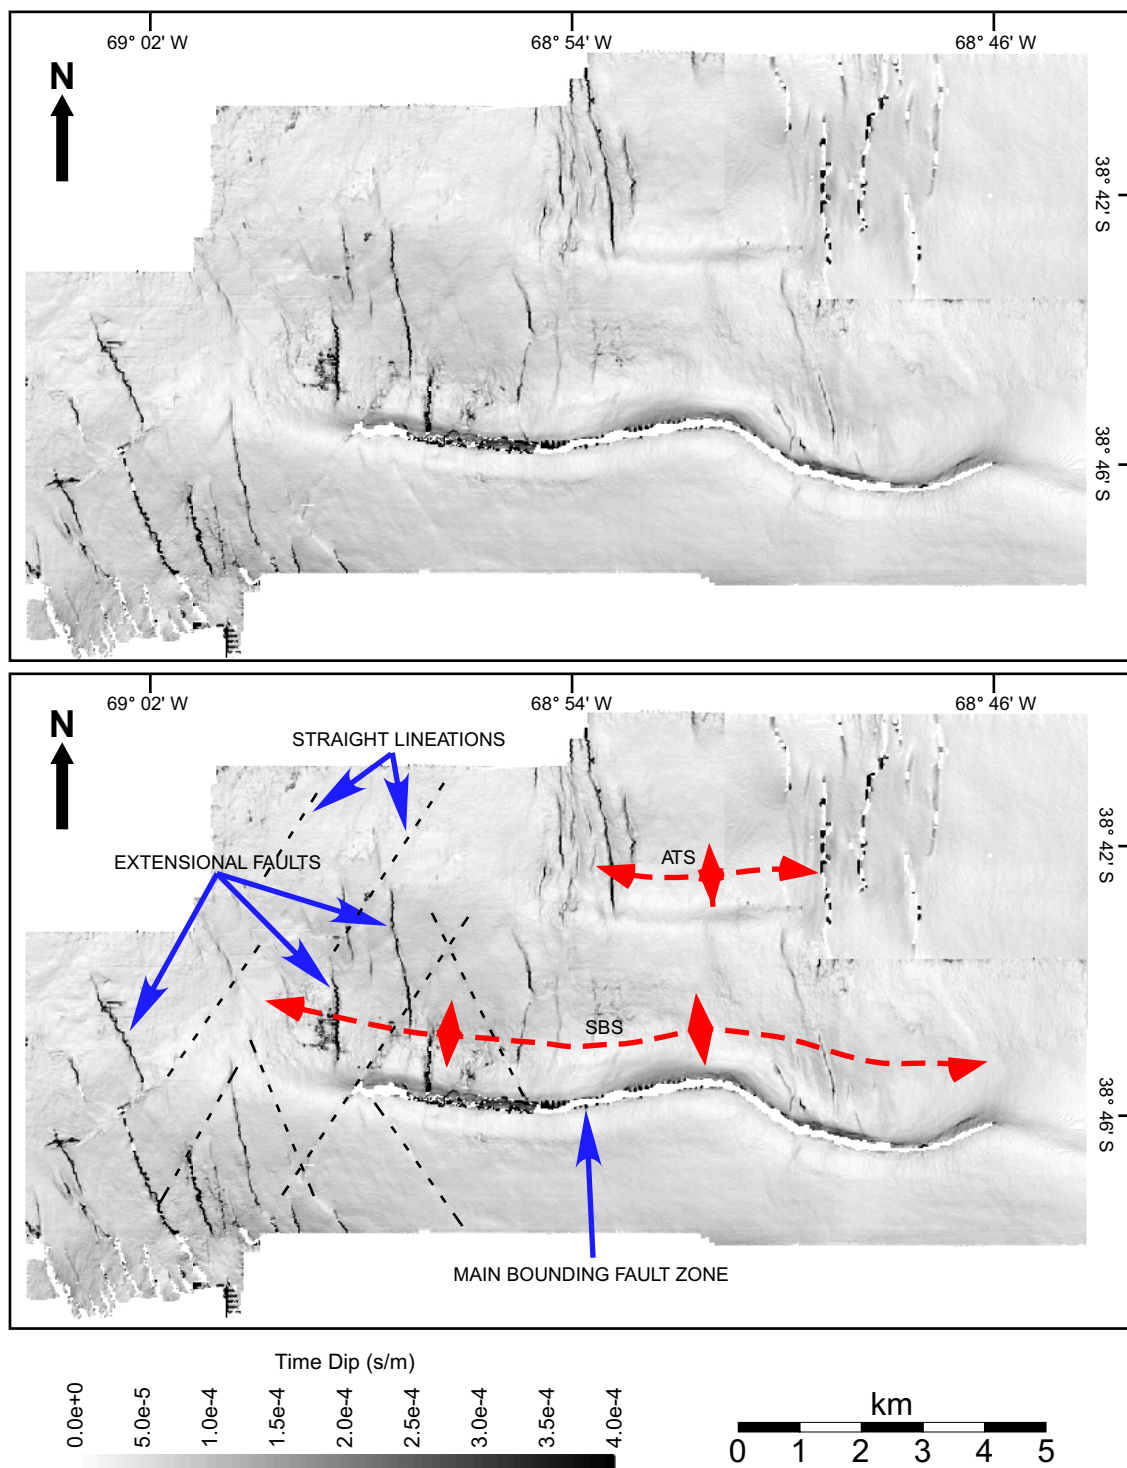 69° 02' W
68° 54' W
68° 46' W
N
38° 42' S
38° 46' S
69° 02' W
68° 54' W
68° 46' W
N
STRAIGHT LINEATIONS
38° 42' S
ATS
EXTENSIONAL FAULTS
SBS
38° 46' S
MAIN BOUNDING FAULT ZONE
Time Dip (s/m)
0.0e+0
5.0e-5
1.0e-4
1.5e-4
2.0e-4
2.5e-4
3.0e-4
3.5e-4
4.0e-4
km
0 1 2 3 4 5